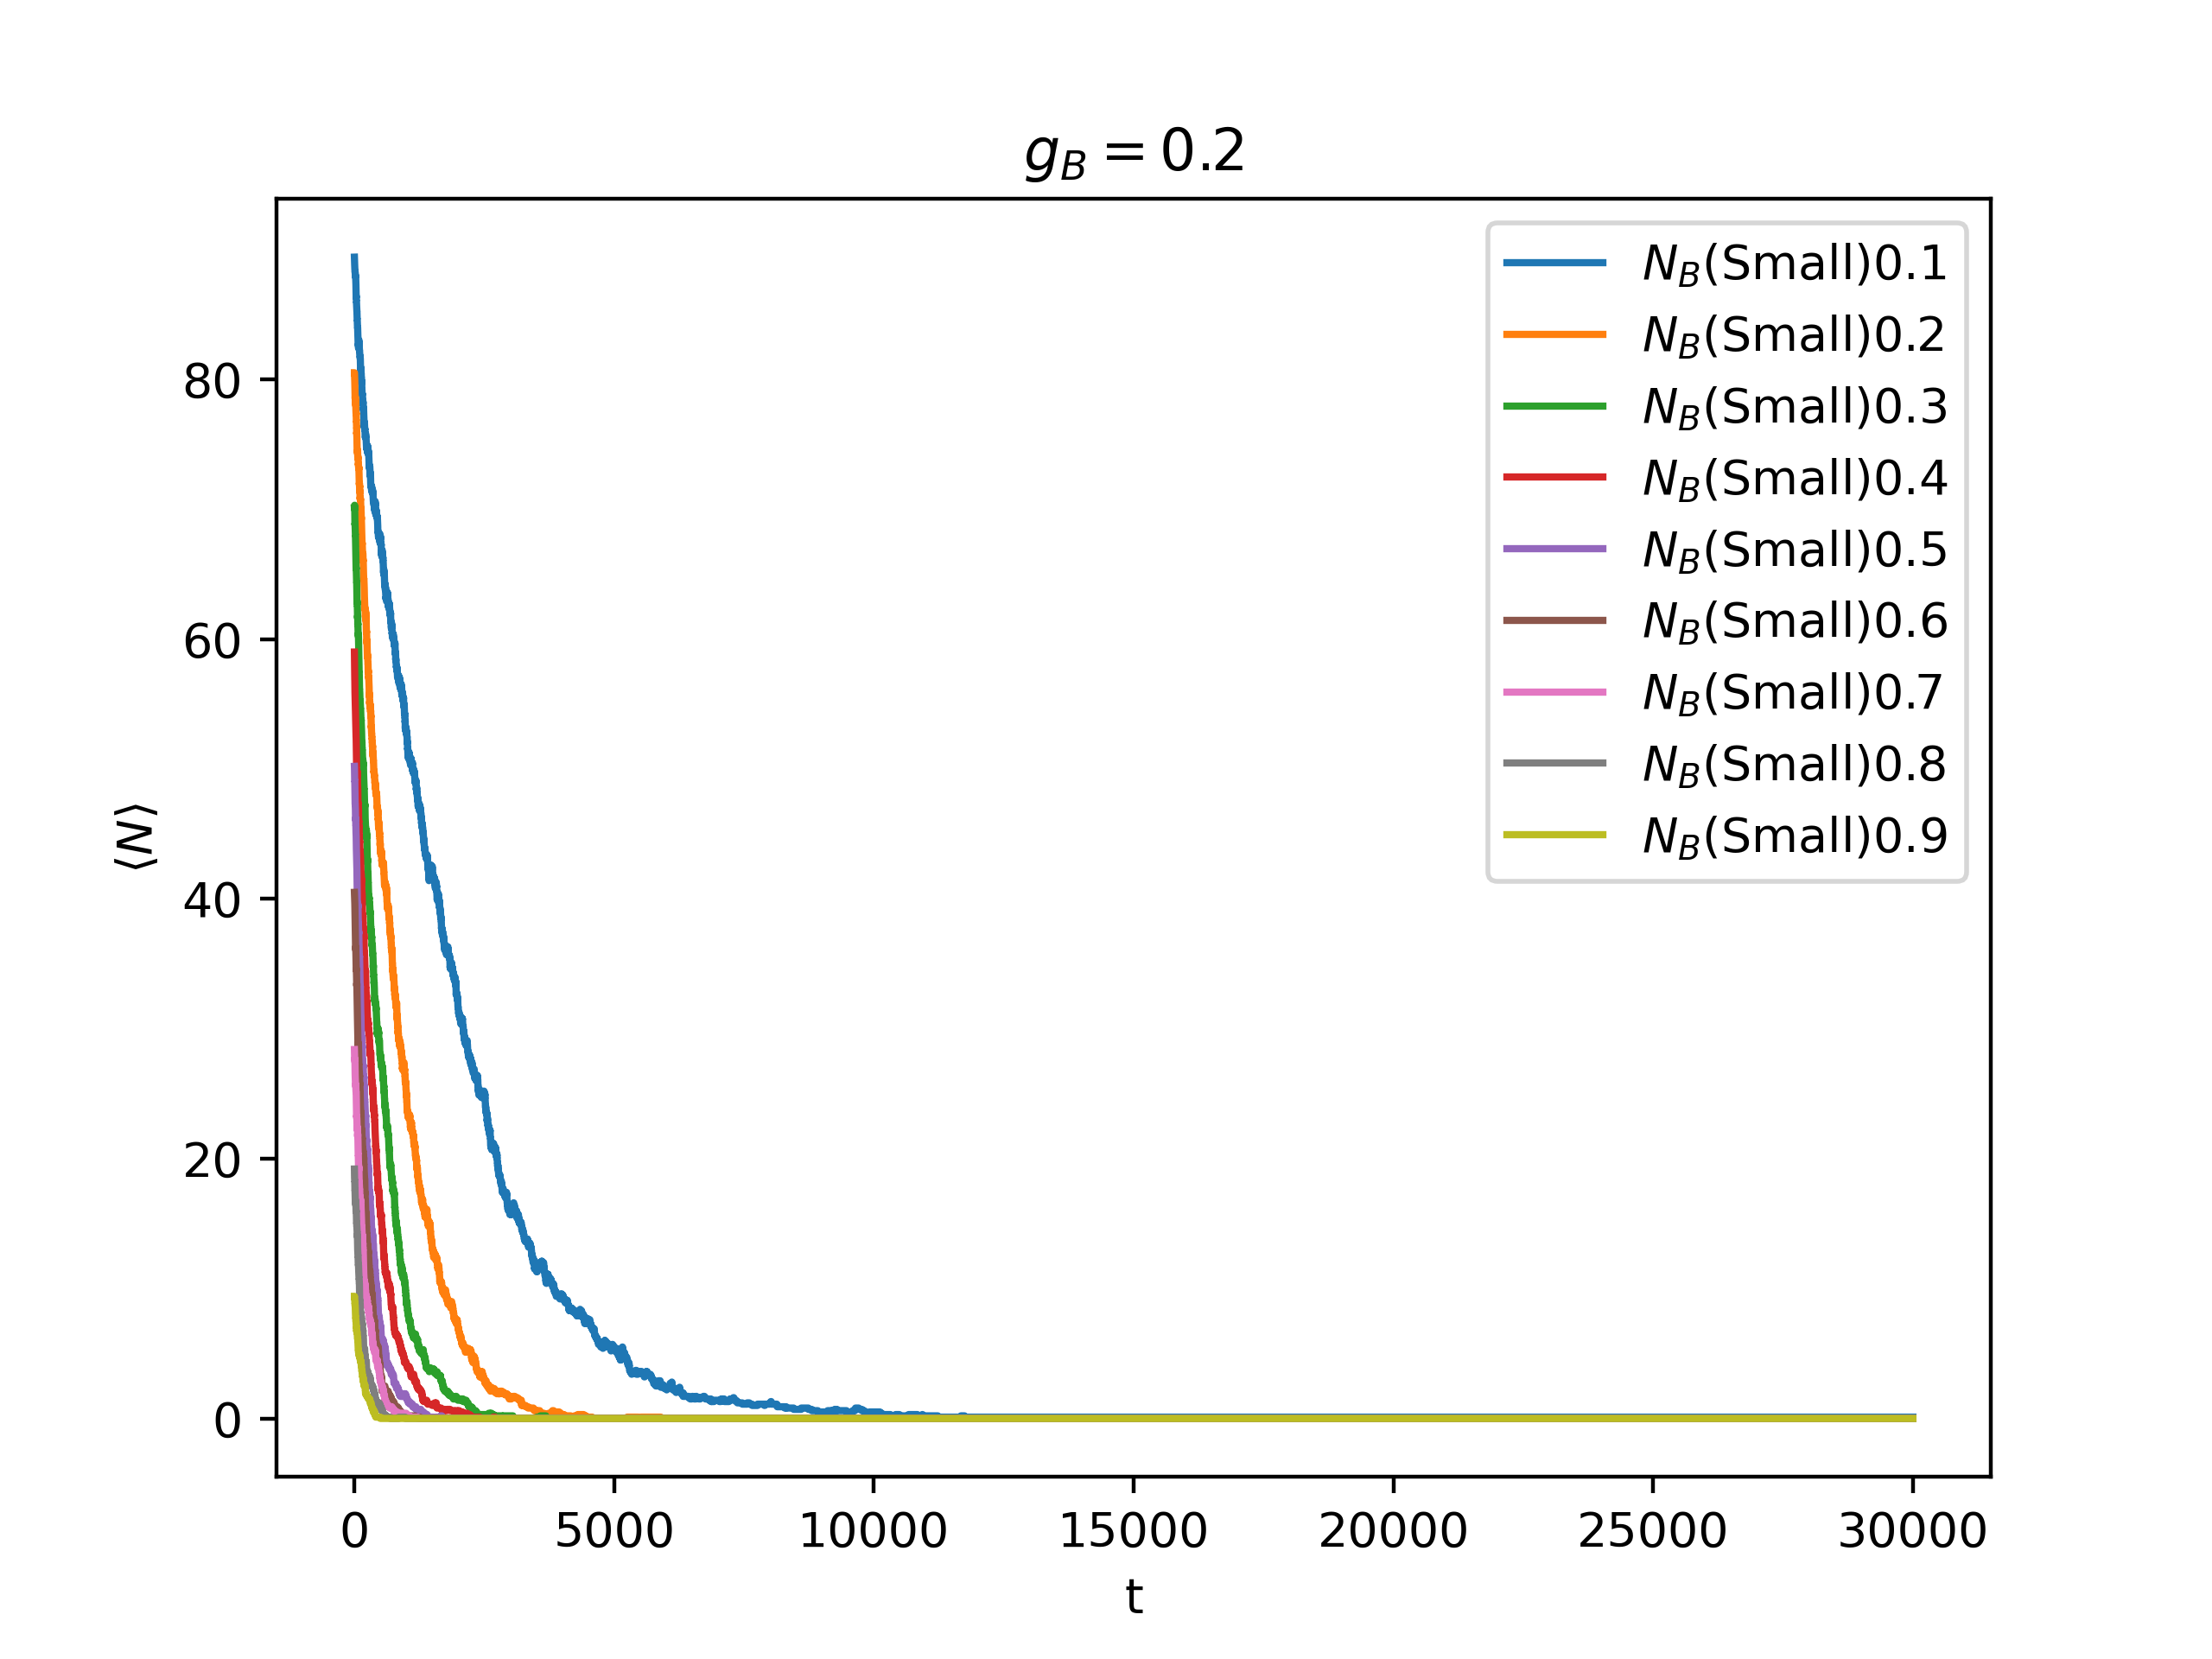 g_B = 0.2
N_B(Small)0.1
N_B(Small)0.2
N_B(Small)0.3
N_B(Small)0.4
N_B(Small)0.5
N_B(Small)0.6
N_B(Small)0.7
N_B(Small)0.8
N_B(Small)0.9
80
60
40
20
0
⟨N⟩
0 5000 10000 15000 20000 25000 30000
t